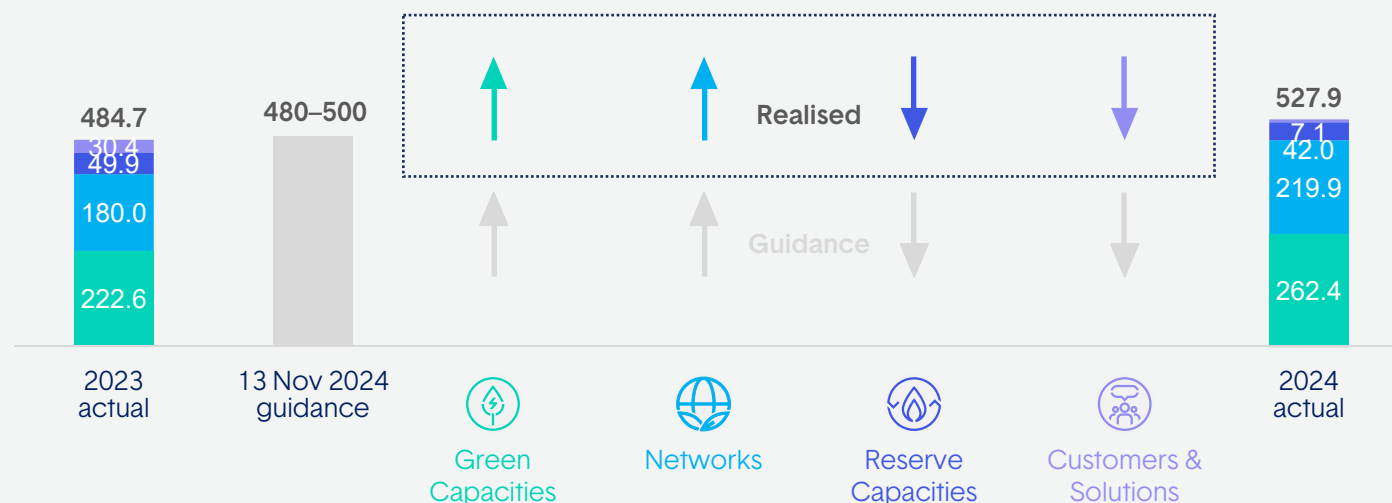 484.7
30.4
49.9
180.0
222.6
480–500
Realised
Guidance
527.9
7.1
42.0
219.9
262.4
2023
actual
13 Nov 2024
guidance
Green
Capacities
Networks
Reserve
Capacities
Customers &
Solutions
2024
actual